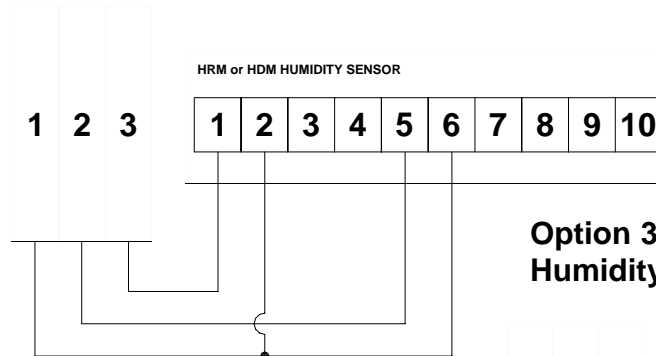 HRM or HDM HUMIDITY SENSOR
1 2 3
1 2 3 4 5 6 7 8 9 10
Option 3
Humidity